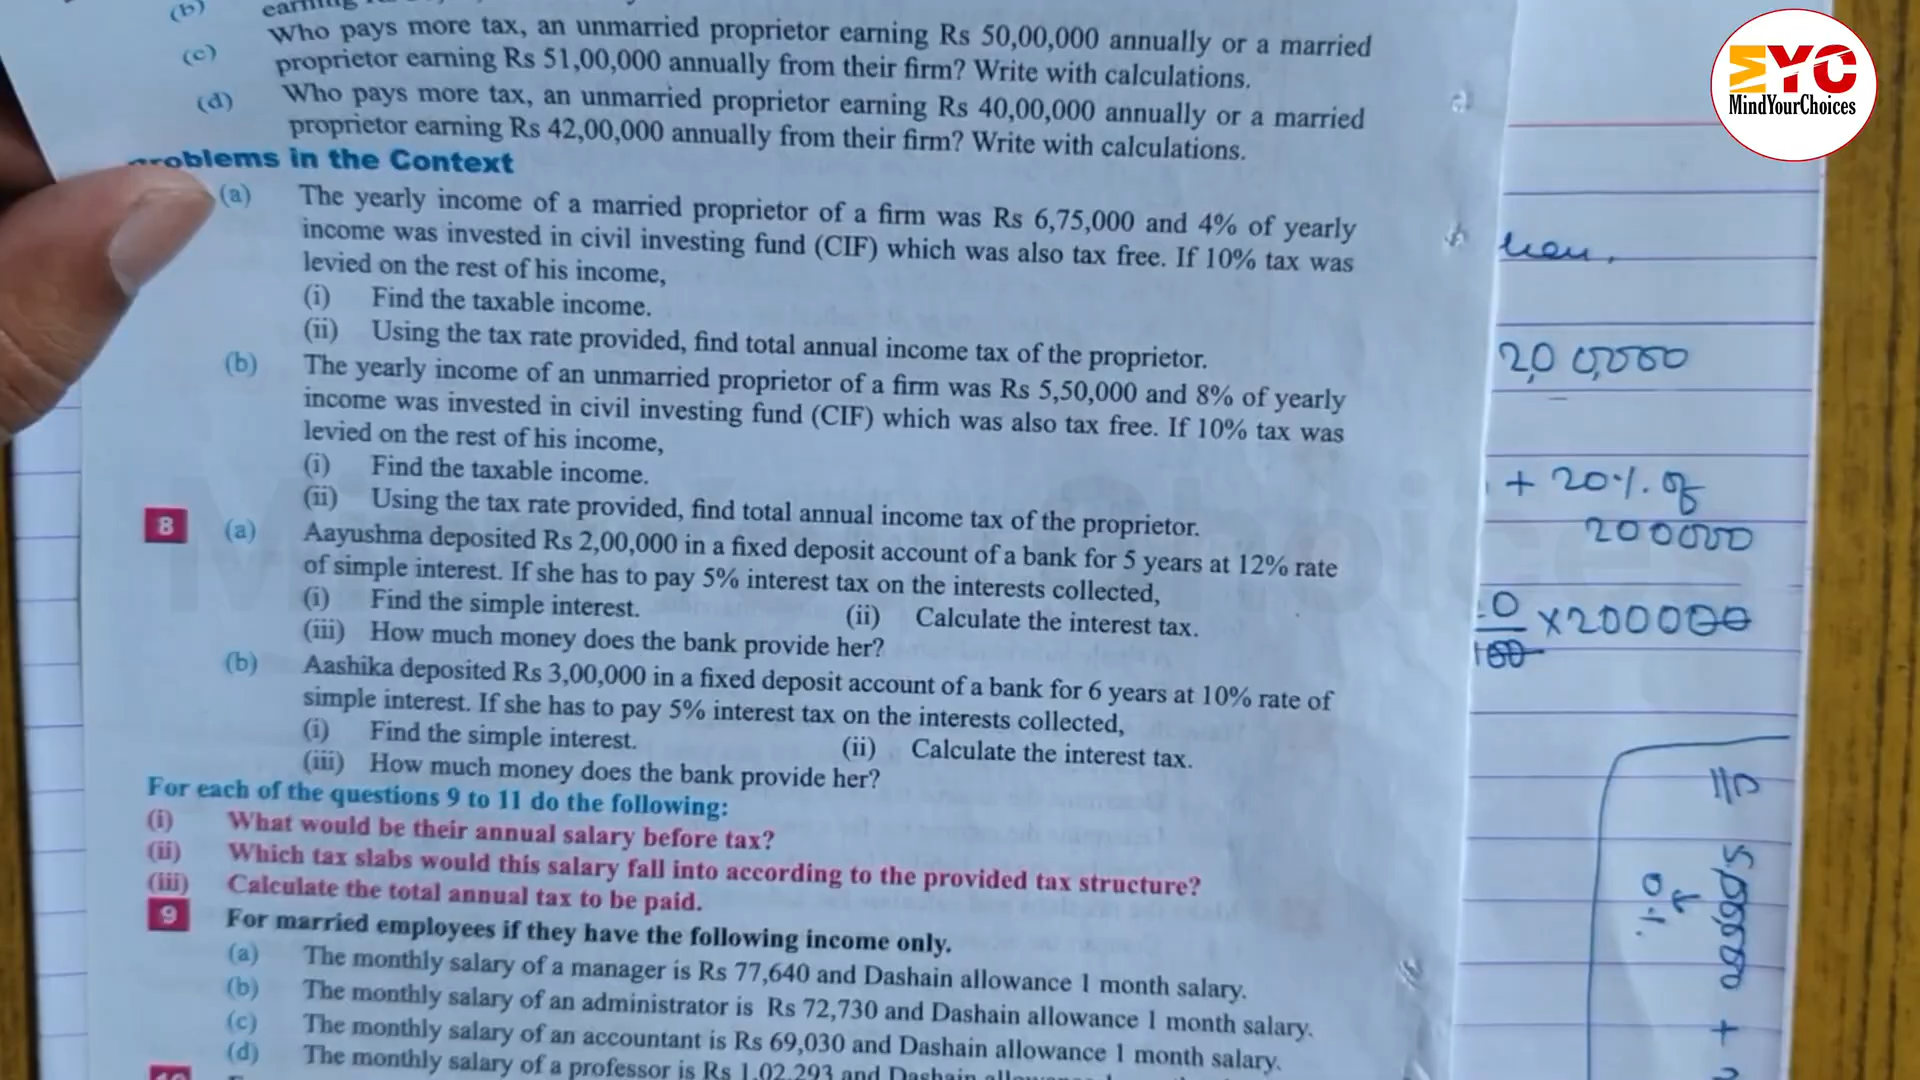 (b)
(c) Who pays more tax, an unmarried proprietor earning Rs 50,00,000 annually or a married
proprietor earning Rs 51,00,000 annually from their firm? Write with calculations.
(d) Who pays more tax, an unmarried proprietor earning Rs 40,00,000 annually or a married
proprietor earning Rs 42,00,000 annually from their firm? Write with calculations.
roblems in the Context
(a) The yearly income of a married proprietor of a firm was Rs 6,75,000 and 4% of yearly
income was invested in civil investing fund (CIF) which was also tax free. If 10% tax was
levied on the rest of his income,
(i) Find the taxable income.
(ii) Using the tax rate provided, find total annual income tax of the proprietor.
(b) The yearly income of an unmarried proprietor of a firm was Rs 5,50,000 and 8% of yearly
income was invested in civil investing fund (CIF) which was also tax free. If 10% tax was
levied on the rest of his income,
(i) Find the taxable income.
(ii) Using the tax rate provided, find total annual income tax of the proprietor.
8 (a) Aayushma deposited Rs 2,00,000 in a fixed deposit account of a bank for 5 years at 12% rate
of simple interest. If she has to pay 5% interest tax on the interests collected,
(i) Find the simple interest. (ii) Calculate the interest tax.
(iii) How much money does the bank provide her?
(b) Aashika deposited Rs 3,00,000 in a fixed deposit account of a bank for 6 years at 10% rate of
simple interest. If she has to pay 5% interest tax on the interests collected,
(i) Find the simple interest. (ii) Calculate the interest tax.
(iii) How much money does the bank provide her?
For each of the questions 9 to 11 do the following:
(i) What would be their annual salary before tax?
(ii) Which tax slabs would this salary fall into according to the provided tax structure?
(iii) Calculate the total annual tax to be paid.
9 For married employees if they have the following income only.
(a) The monthly salary of a manager is Rs 77,640 and Dashain allowance 1 month salary.
(b) The monthly salary of an administrator is Rs 72,730 and Dashain allowance 1 month salary.
(c) The monthly salary of an accountant is Rs 69,030 and Dashain allowance 1 month salary.
(d) The monthly salary of a professor is Rs 1,02,293 and Dashain
MYC
MindYourChoices
20,0,000
+ 20%. of
200000
0/100 × 200000
0%.
+